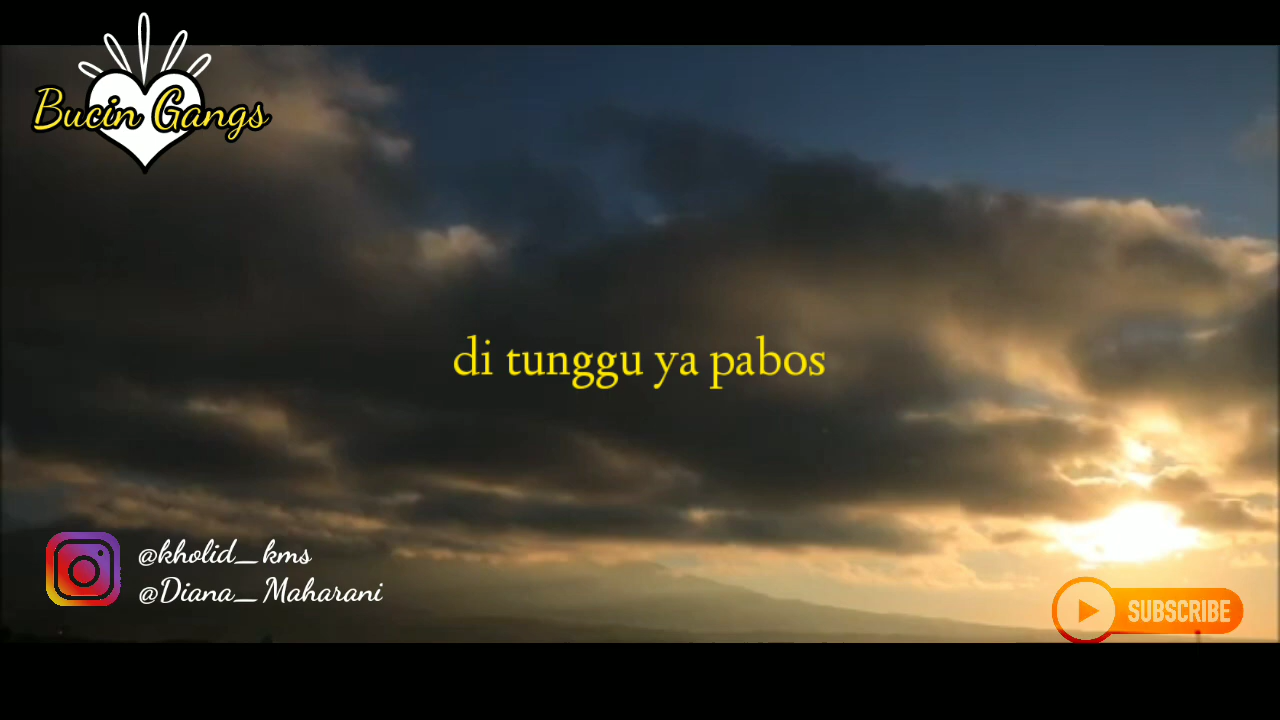 Bucin Gangs
di tunggu ya pabos
@kholid_kms
@Diana_Maharani
SUBSCRIBE